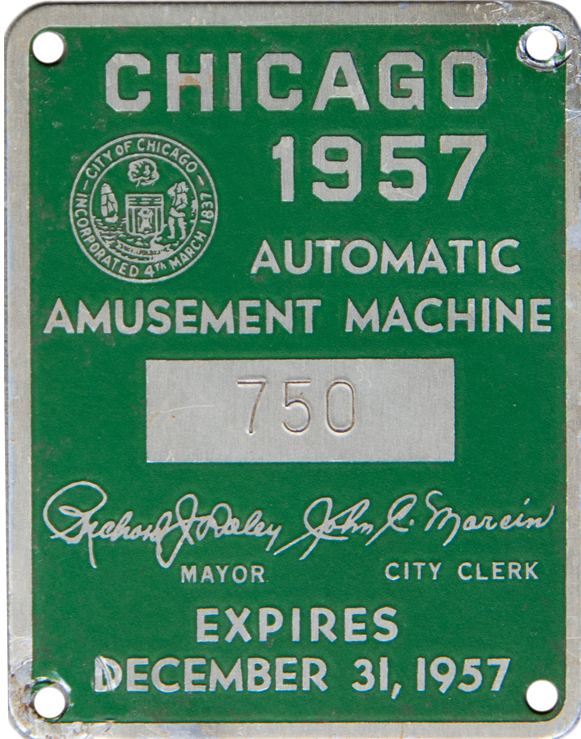 CHICAGO
1957
CITY OF CHICAGO
INCORPORATED 4TH MARCH 1837
AUTOMATIC
AMUSEMENT MACHINE
750
Richard J. Daley John C. Marcin
MAYOR CITY CLERK
EXPIRES
DECEMBER 31, 1957